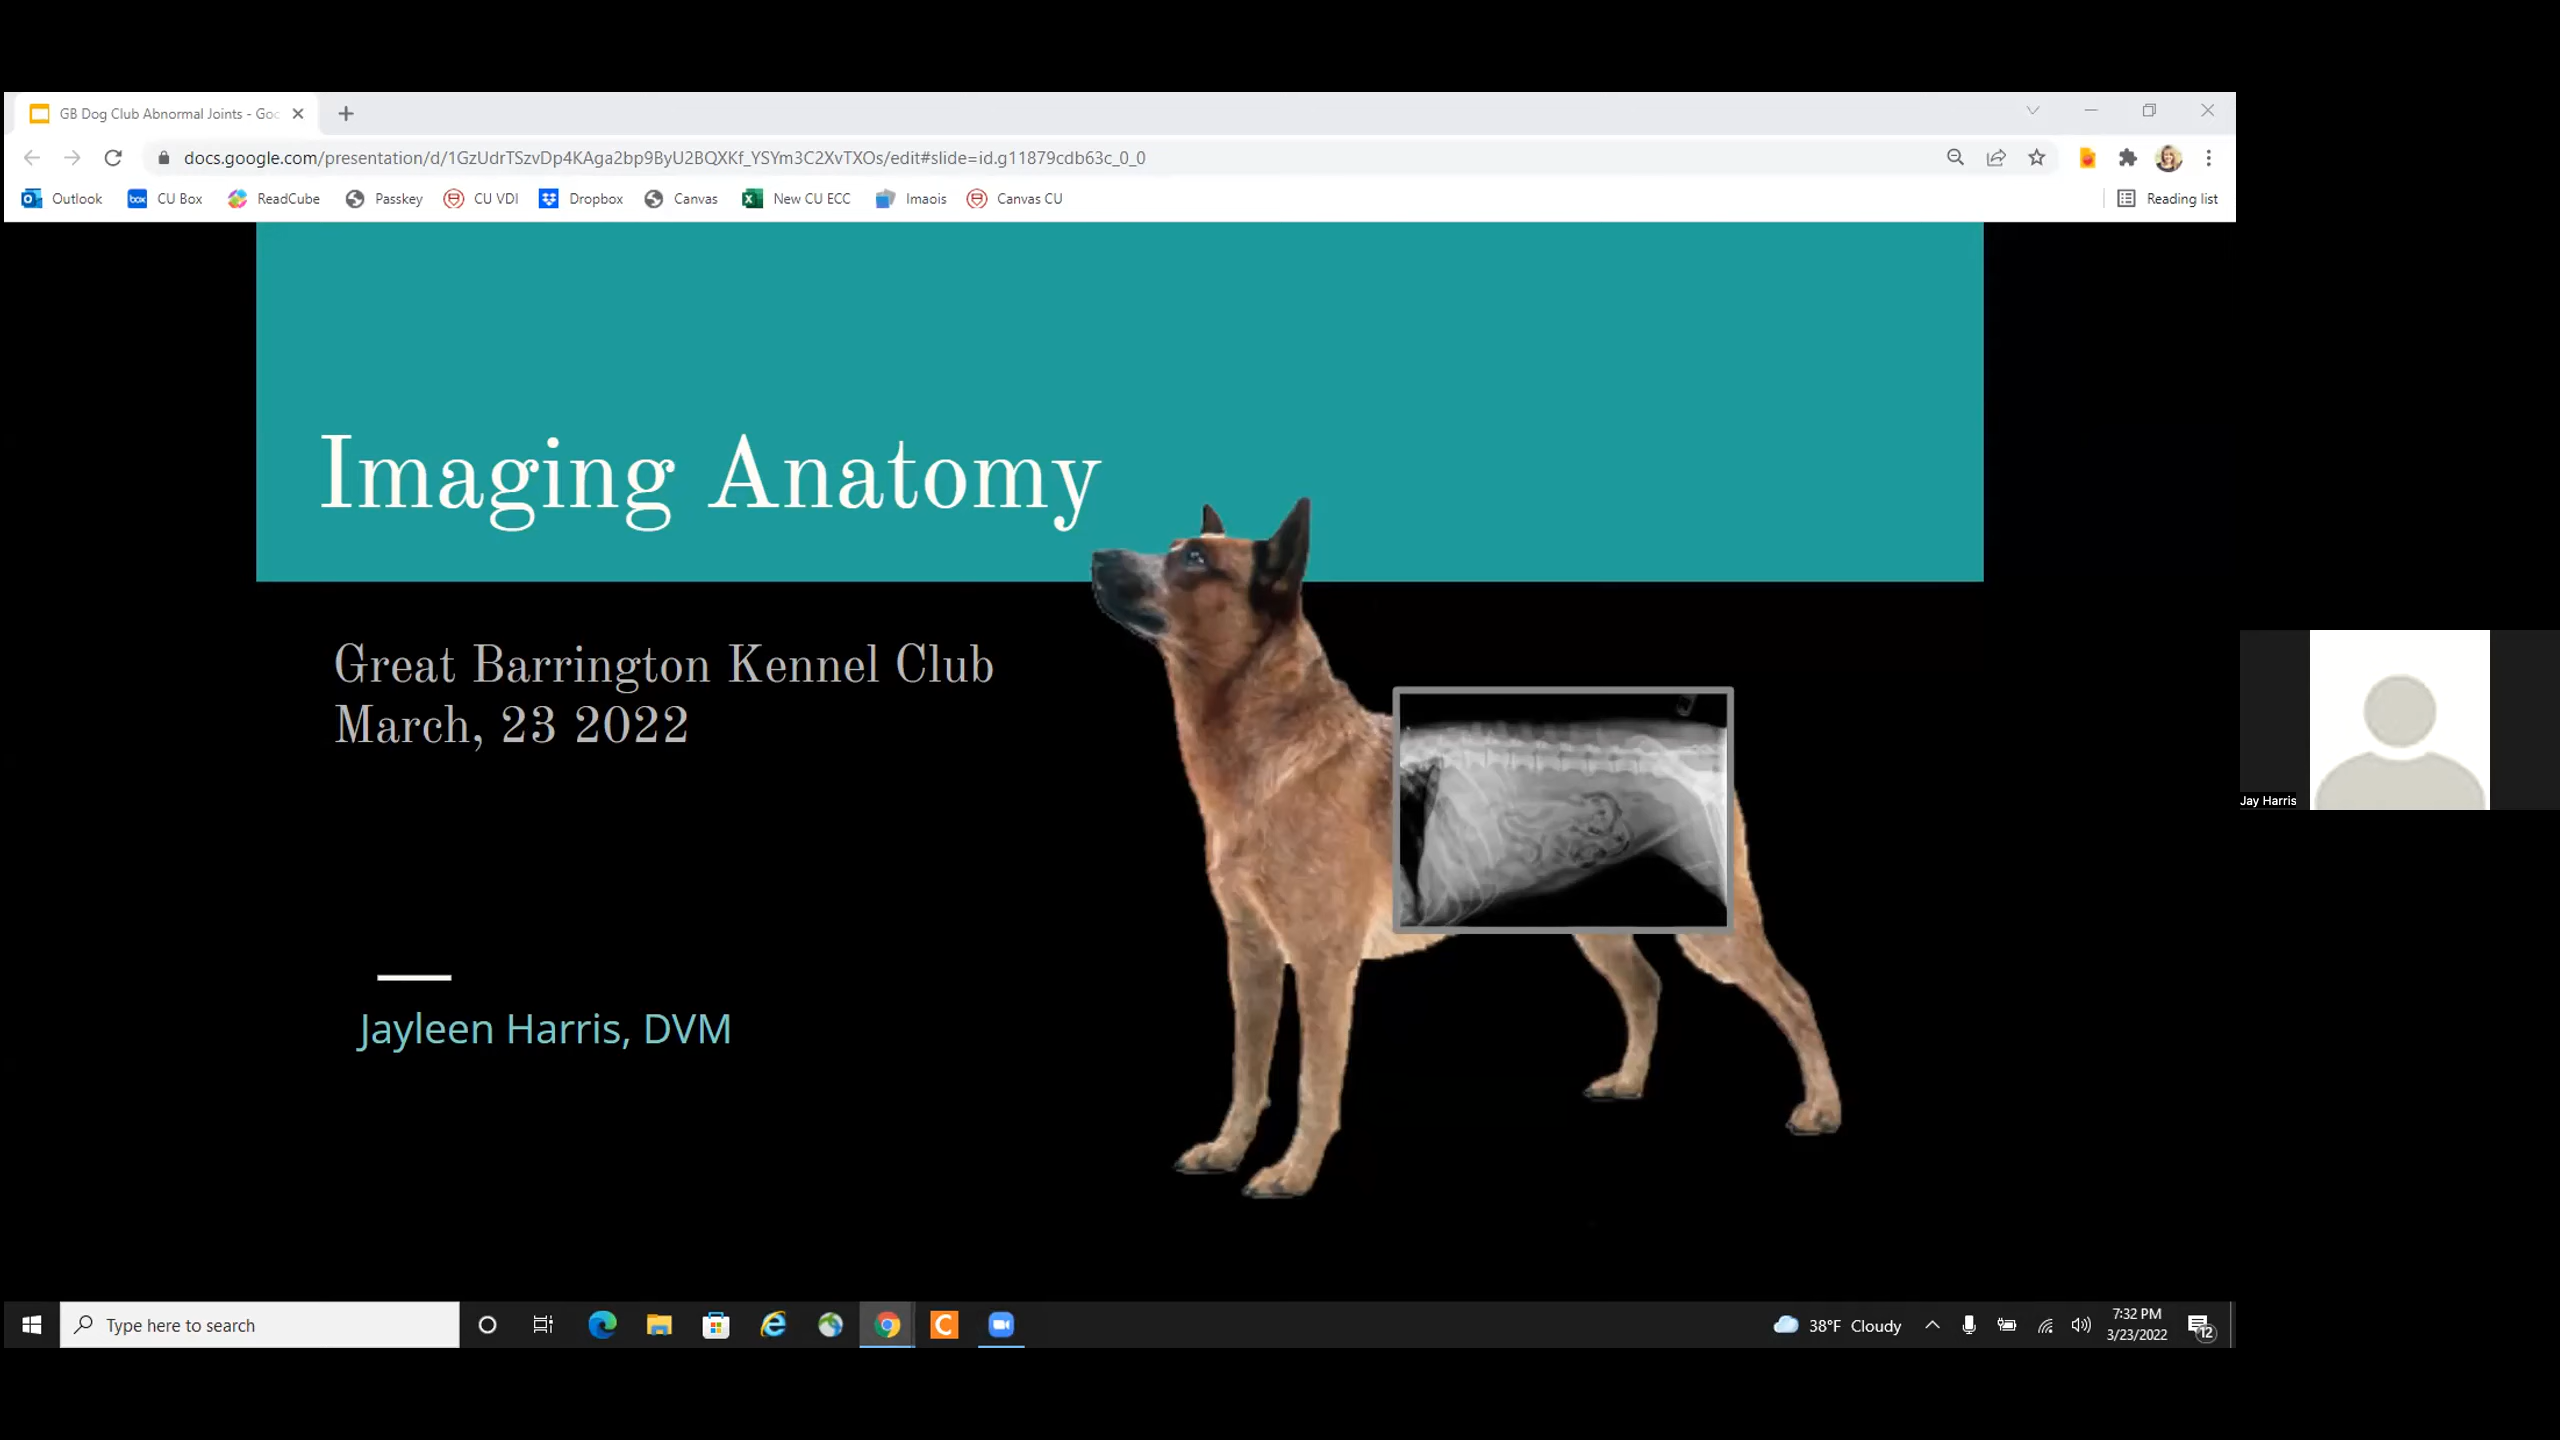 GB Dog Club Abnormal Joints - Goo
docs.google.com/presentation/d/1GzUdrTSzvDp4KAga2bp9ByU2BQXKf_YSYm3C2XvTXOs/edit#slide=id.g11879cdb63c_0_0
Outlook CU Box ReadCube Passkey CU VDI Dropbox Canvas New CU ECC Imaois Canvas CU Reading list
Imaging Anatomy
Great Barrington Kennel Club
March, 23 2022
Jay Harris
Jayleen Harris, DVM
Type here to search
38°F Cloudy
7:32 PM
3/23/2022
12